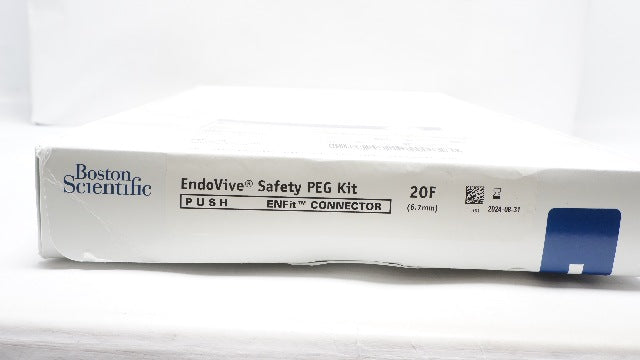 Boston
Scientific
EndoVive® Safety PEG Kit
PUSH ENFit™ CONNECTOR
20F
(6.7mm)
2024-08-31